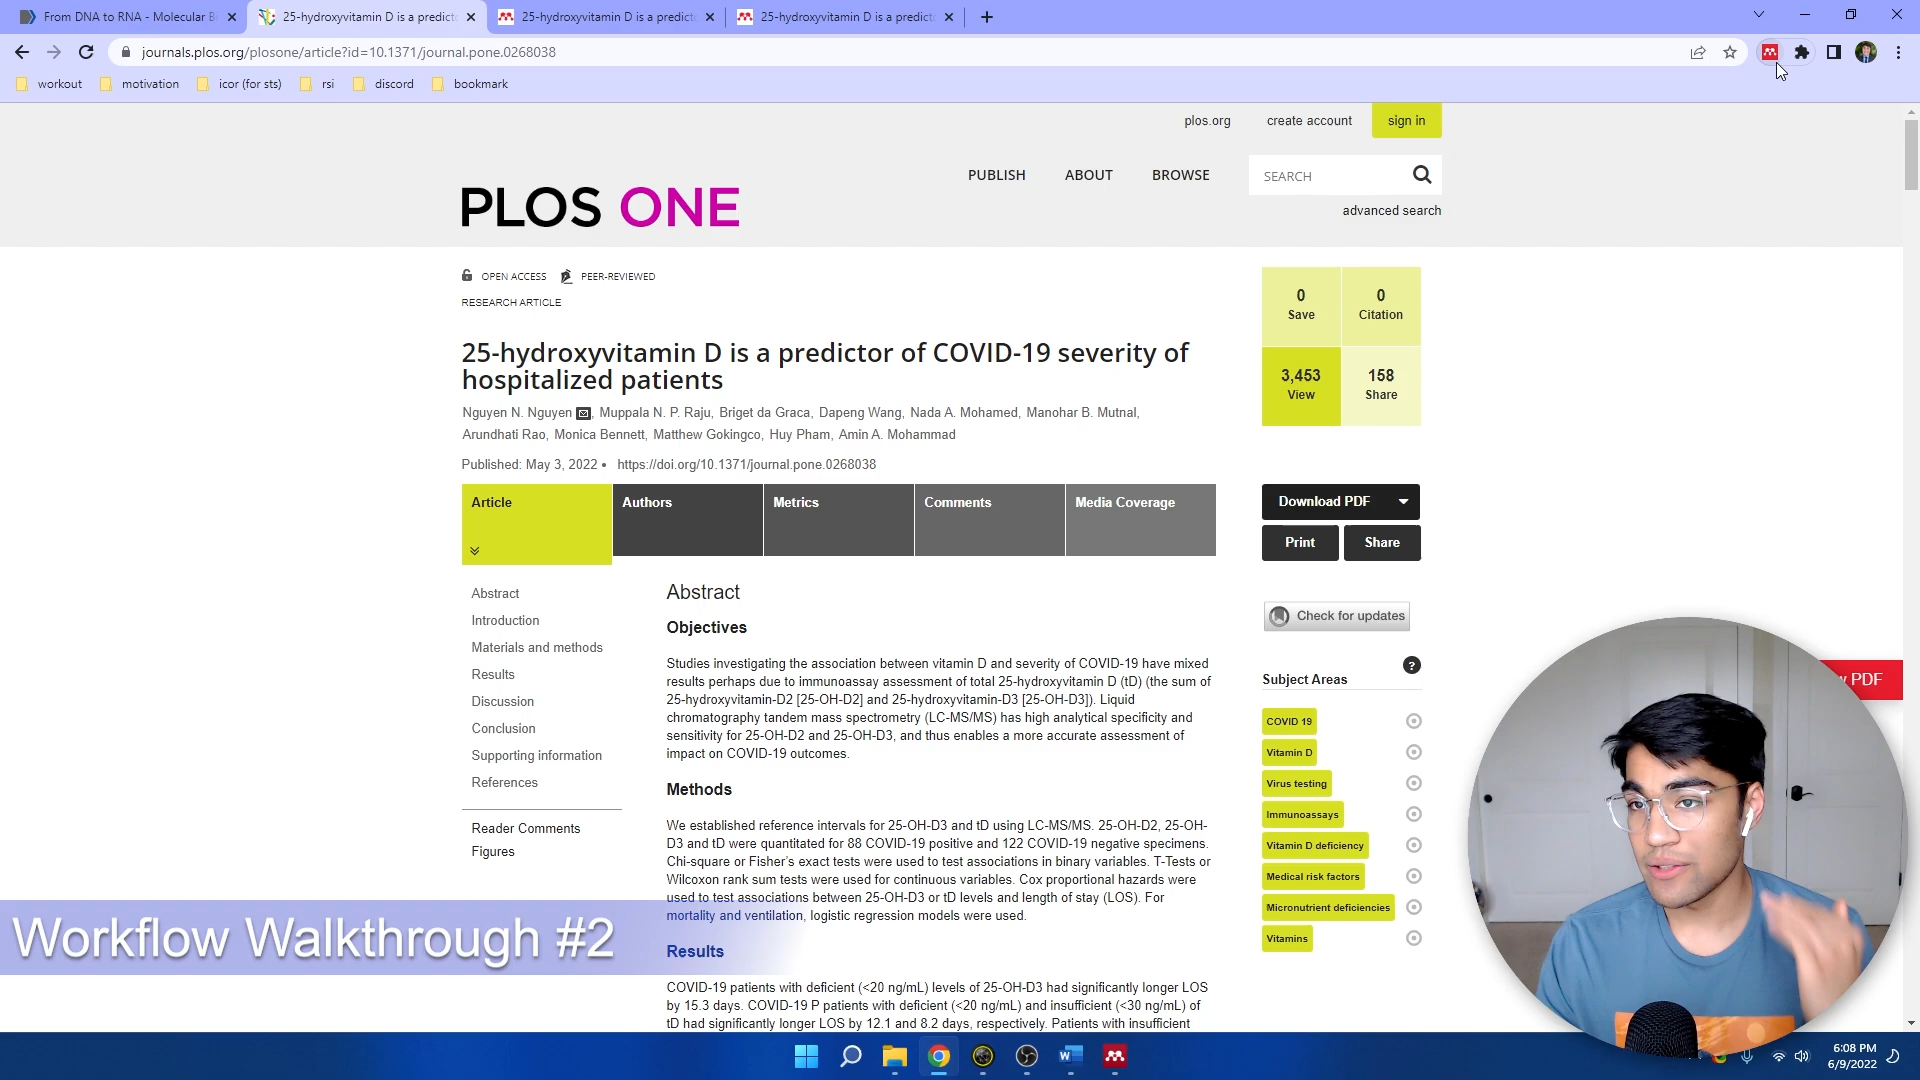 From DNA to RNA - Molecular B
25-hydroxyvitamin D is a predict
25-hydroxyvitamin D is a predict
25-hydroxyvitamin D is a predict
journals.plos.org/plosone/article?id=10.1371/journal.pone.0268038
workout
motivation
icor (for sts)
rsi
discord
bookmark
plos.org
create account
sign in
PUBLISH
ABOUT
BROWSE
SEARCH
PLOS ONE
advanced search
OPEN ACCESS
PEER-REVIEWED
RESEARCH ARTICLE
25-hydroxyvitamin D is a predictor of COVID-19 severity of
hospitalized patients
Nguyen N. Nguyen, Muppala N. P. Raju, Briget da Graca, Dapeng Wang, Nada A. Mohamed, Manohar B. Mutnal,
Arundhati Rao, Monica Bennett, Matthew Gokingco, Huy Pham, Amin A. Mohammad
Published: May 3, 2022 • https://doi.org/10.1371/journal.pone.0268038
0
Save
0
Citation
3,453
View
158
Share
Article
Authors
Metrics
Comments
Media Coverage
Download PDF
Print
Share
Abstract
Introduction
Materials and methods
Results
Discussion
Conclusion
Supporting information
References
Reader Comments
Figures
Abstract
Objectives
Studies investigating the association between vitamin D and severity of COVID-19 have mixed
results perhaps due to immunoassay assessment of total 25-hydroxyvitamin D (tD) (the sum of
25-hydroxyvitamin-D2 [25-OH-D2] and 25-hydroxyvitamin-D3 [25-OH-D3]). Liquid
chromatography tandem mass spectrometry (LC-MS/MS) has high analytical specificity and
sensitivity for 25-OH-D2 and 25-OH-D3, and thus enables a more accurate assessment of
impact on COVID-19 outcomes.
Methods
We established reference intervals for 25-OH-D3 and tD using LC-MS/MS. 25-OH-D2, 25-OH-
D3 and tD were quantitated for 88 COVID-19 positive and 122 COVID-19 negative specimens.
Chi-square or Fisher's exact tests were used to test associations in binary variables. T-Tests or
Wilcoxon rank sum tests were used for continuous variables. Cox proportional hazards were
used to test associations between 25-OH-D3 or tD levels and length of stay (LOS). For
mortality and ventilation, logistic regression models were used.
Results
COVID-19 patients with deficient (<20 ng/mL) levels of 25-OH-D3 had significantly longer LOS
by 15.3 days. COVID-19 P patients with deficient (<20 ng/mL) and insufficient (<30 ng/mL) of
tD had significantly longer LOS by 12.1 and 8.2 days, respectively. Patients with insufficient
Check for updates
Subject Areas
?
COVID 19
Vitamin D
Virus testing
Immunoassays
Vitamin D deficiency
Medical risk factors
Micronutrient deficiencies
Vitamins
PDF
Workflow Walkthrough #2
6:08 PM
6/9/2022